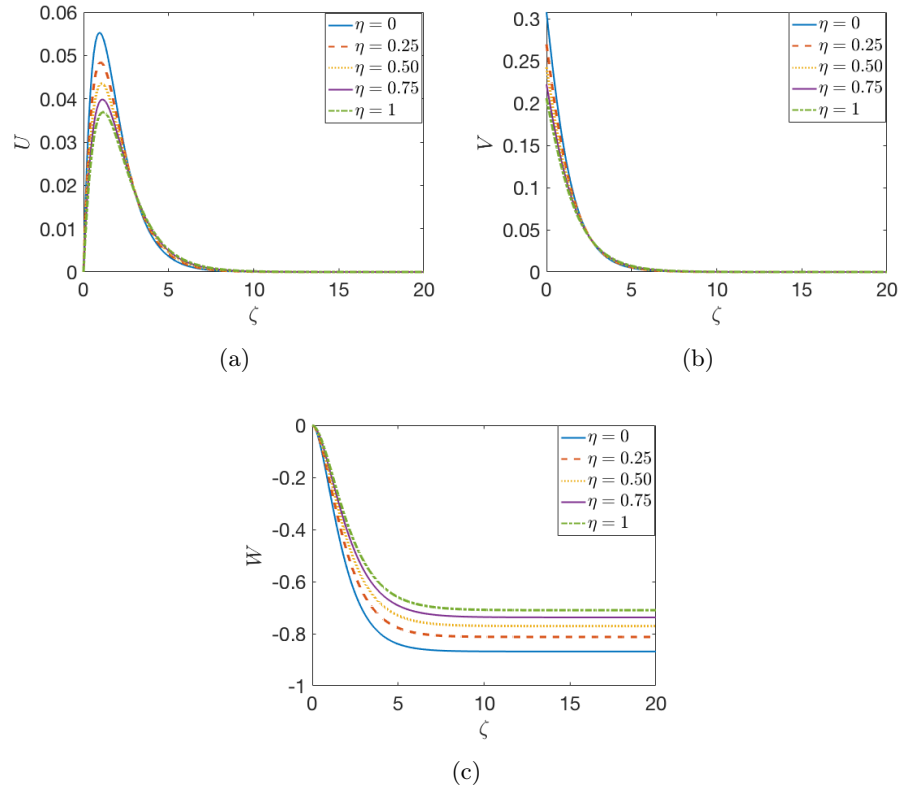 0.06
0.05
0.04
0.03
0.02
0.01
0
U
0
5
10
15
20
ζ
η = 0
η = 0.25
η = 0.50
η = 0.75
η = 1
(a)
0.3
0.25
0.2
0.15
0.1
0.05
0
V
0
5
10
15
20
ζ
η = 0
η = 0.25
η = 0.50
η = 0.75
η = 1
(b)
0
-0.2
-0.4
-0.6
-0.8
-1
W
0
5
10
15
20
ζ
η = 0
η = 0.25
η = 0.50
η = 0.75
η = 1
(c)